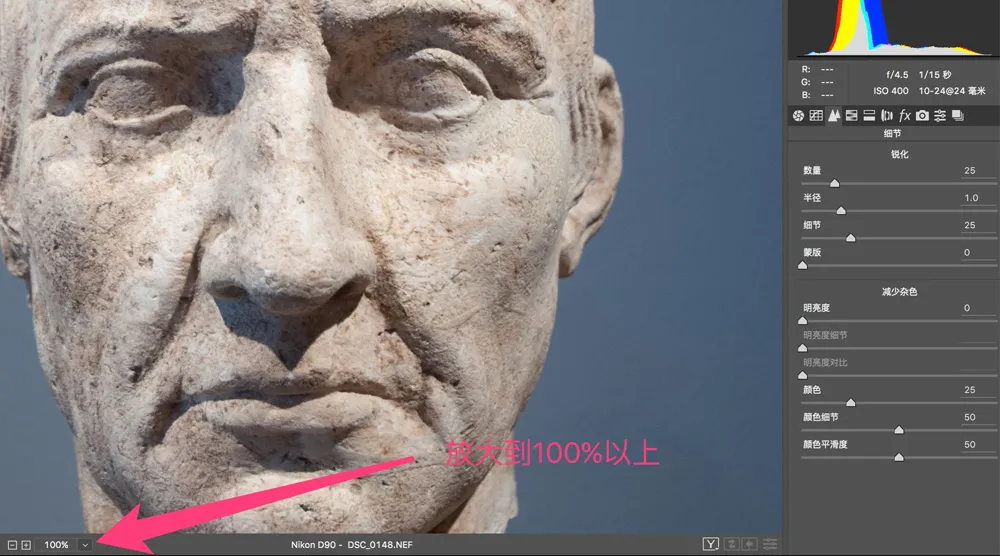 R: ---
G: ---
B: ---
f/4.5 1/15 秒
ISO 400 10-24@24 毫米
fx
细节
锐化
数量 25
半径 1.0
细节 25
蒙版 0
减少杂色
明亮度 0
明亮度细节
明亮度对比
颜色 25
颜色细节 50
颜色平滑度 50
放大到100%以上
100%
Nikon D90 - DSC_0148.NEF
Y